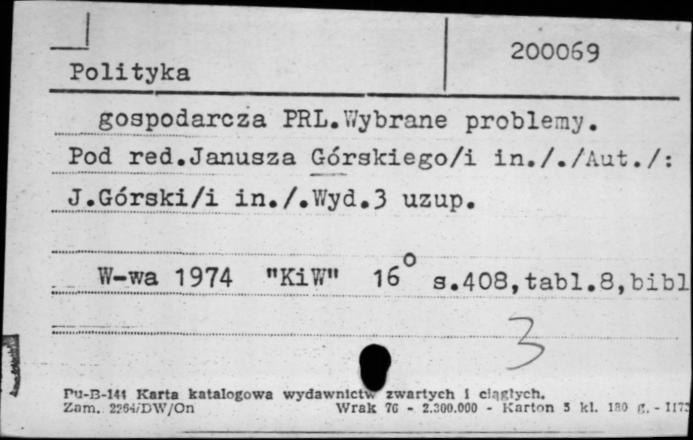 200069
Polityka
gospodarcza PRL.Wybrane problemy.
Pod red.Janusza Górskiego/i in./.​/Aut./:
J.Górski/i in./.Wyd.3 uzup.
W-wa 1974 "KiW" 16° s.408,tabl.8,bibl
3
Pu-B-144 Karta katalogowa wydawnictw zwartych i ciągłych.
Zam. 2264/DW/On Wrak 76 - 2.300.000 - Karton 5 kl. 180 g. - 1173